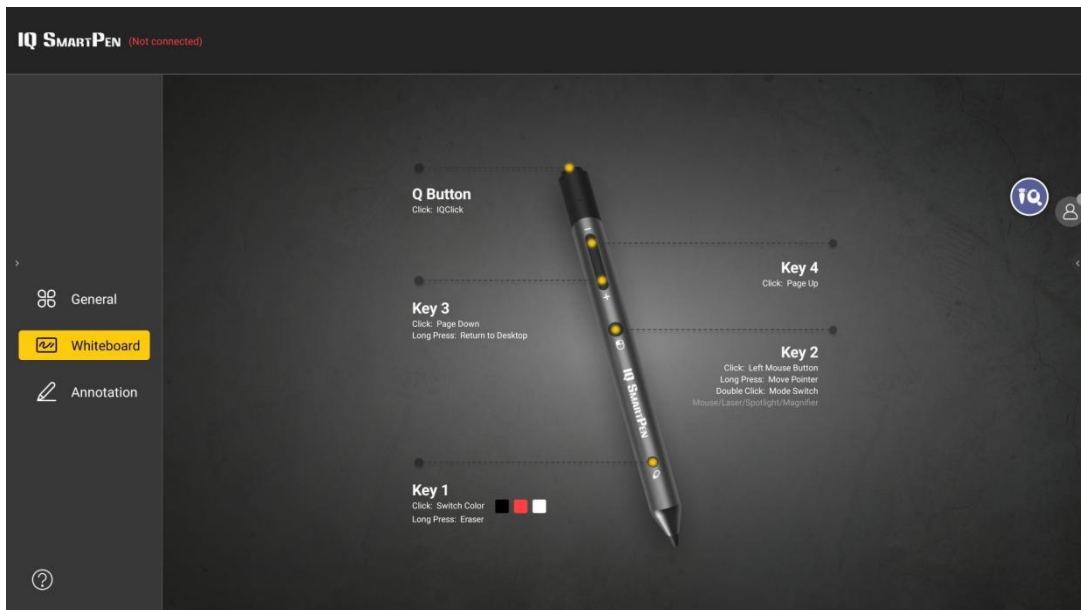 IQ SMARTPEN (Not connected)
General
Whiteboard
Annotation
Q Button
Click: IQClick
Key 4
Click: Page Up
Key 3
Click: Page Down
Long Press: Return to Desktop
Key 2
Click: Left Mouse Button
Long Press: Move Pointer
Double Click: Mode Switch
Mouse/Laser/Spotlight/Magnifier
Key 1
Click: Switch Color
Long Press: Eraser
IQ SMARTPEN
IQ